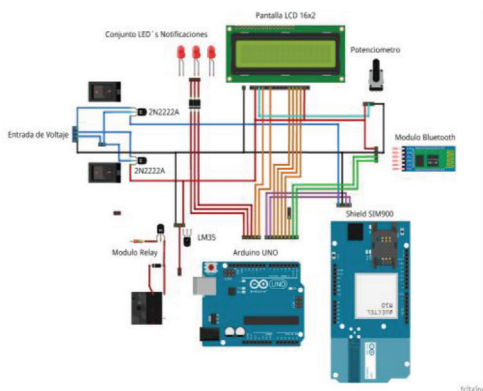 Pantalla LCD 16x2
Conjunto LED´s Notificaciones
Potenciometro
2N2222A
Entrada de Voltaje
2N2222A
Modulo Bluetooth
Shield SIM900
LM35
Modulo Relay
Arduino UNO
UNO